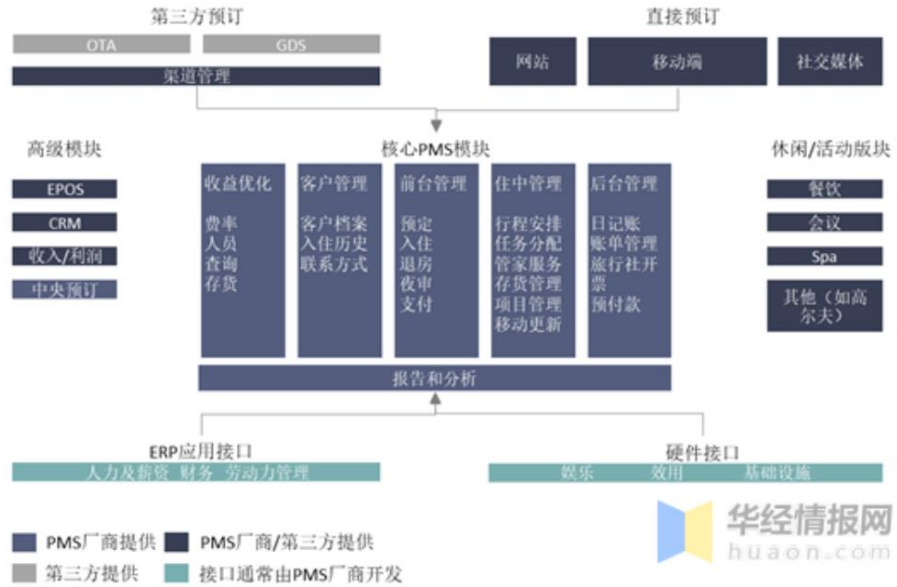 第三方预订
直接预订
OTA
GDS
渠道管理
网站
移动端
社交媒体
高级模块
EPOS
CRM
收入/利润
中央预订
核心PMS模块
收益优化
费率
人员
查询
存货
客户管理
客户档案
入住历史
联系方式
前台管理
预定
入住
退房
夜审
支付
住中管理
行程安排
任务分配
管家服务
存货管理
项目管理
移动更新
后台管理
日记账
账单管理
旅行社开
票
预付款
报告和分析
休闲/活动版块
餐饮
会议
Spa
其他（如高
尔夫）
ERP应用接口
人力及薪资 财务 劳动力管理
硬件接口
娱乐 效用 基础设施
PMS厂商提供
PMS厂商/第三方提供
第三方提供
接口通常由PMS厂商开发
华经情报网
huaon.com